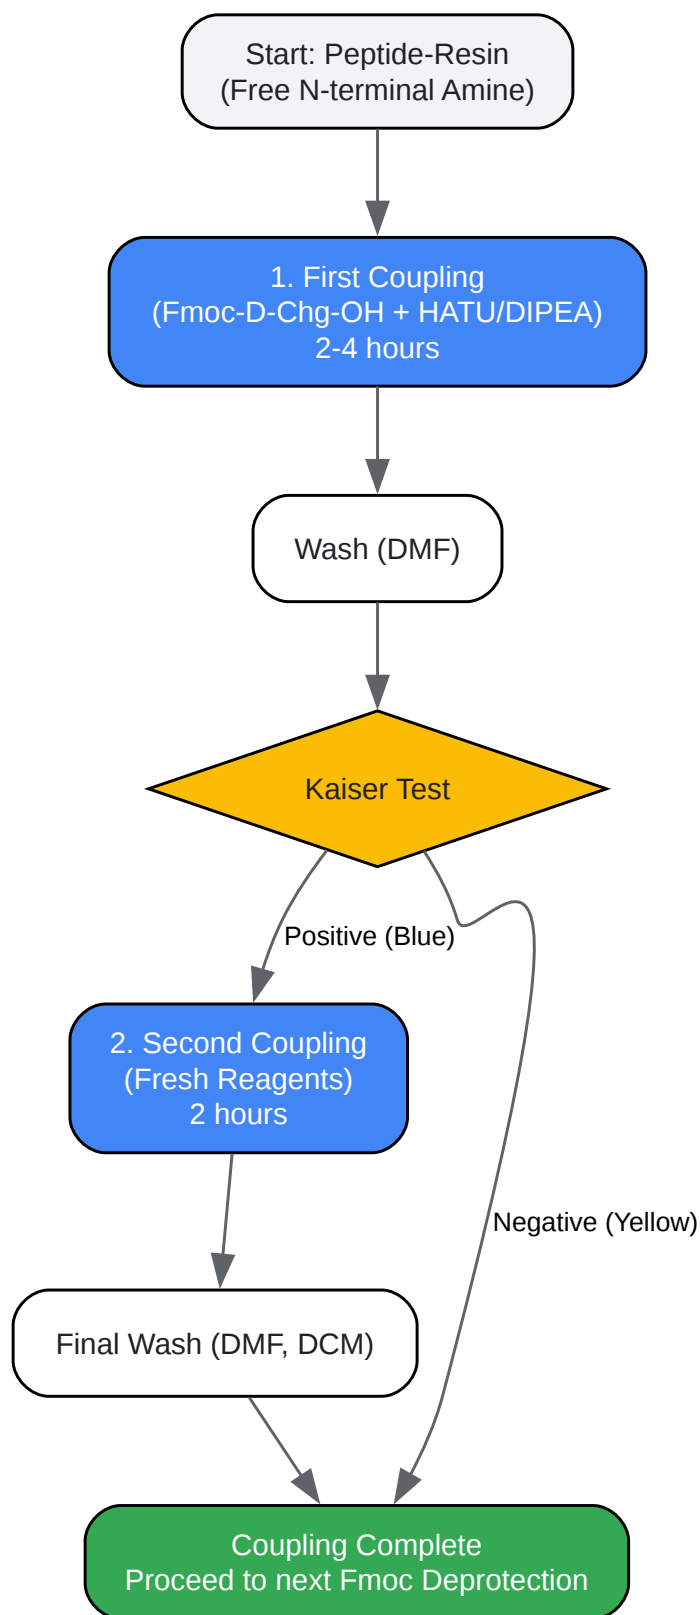 Start: Peptide-Resin
(Free N-terminal Amine)
1. First Coupling
(Fmoc-D-Chg-OH + HATU/DIPEA)
2-4 hours
Wash (DMF)
Kaiser Test
Positive (Blue)
2. Second Coupling
(Fresh Reagents)
2 hours
Negative (Yellow)
Final Wash (DMF, DCM)
Coupling Complete
Proceed to next Fmoc Deprotection